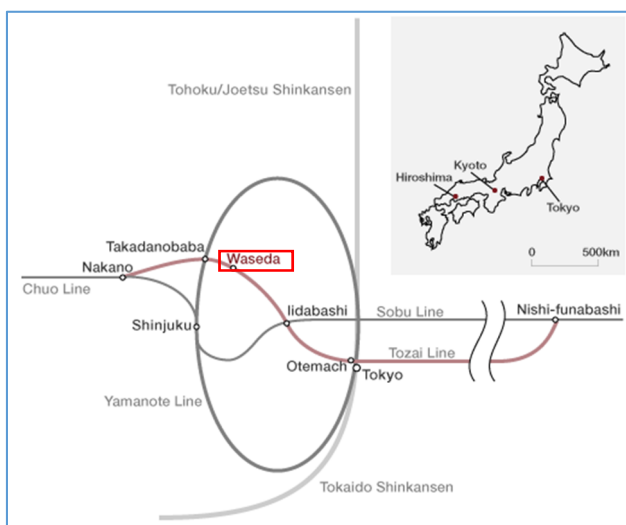 Tohoku/Joetsu Shinkansen
Kyoto
Hiroshima
Tokyo
0 500km
Takadanobaba
Waseda
Nakano
Chuo Line
Iidabashi
Sobu Line
Nishi-funabashi
Shinjuku
Otemach
Tozai Line
Tokyo
Yamanote Line
Tokaido Shinkansen